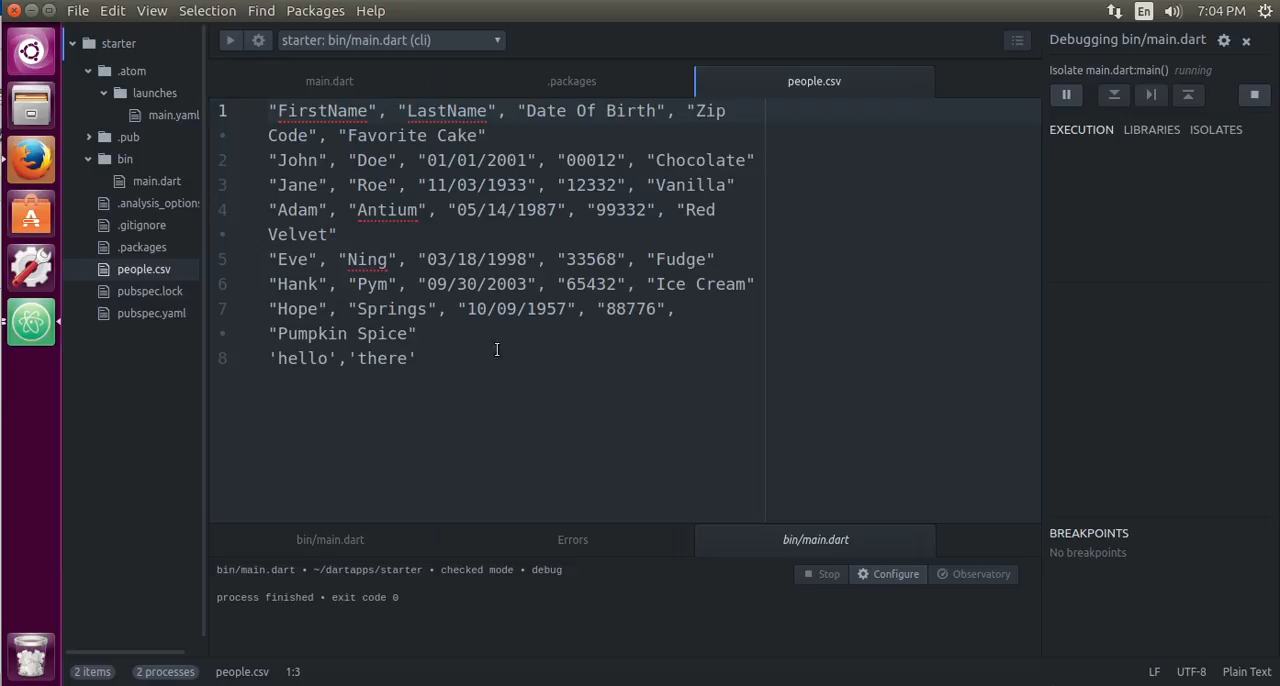 File Edit View Selection Find Packages Help
En 7:04 PM
starter
.atom
launches
main.yaml
.pub
bin
main.dart
.analysis_options
.gitignore
.packages
people.csv
pubspec.lock
pubspec.yaml
starter: bin/main.dart (cli)
main.dart .packages people.csv
1 "FirstName", "LastName", "Date Of Birth", "Zip
Code", "Favorite Cake"
2 "John", "Doe", "01/01/2001", "00012", "Chocolate"
3 "Jane", "Roe", "11/03/1933", "12332", "Vanilla"
4 "Adam", "Antium", "05/14/1987", "99332", "Red
Velvet"
5 "Eve", "Ning", "03/18/1998", "33568", "Fudge"
6 "Hank", "Pym", "09/30/2003", "65432", "Ice Cream"
7 "Hope", "Springs", "10/09/1957", "88776",
"Pumpkin Spice"
8 'hello','there'
bin/main.dart Errors bin/main.dart
bin/main.dart • ~/dartapps/starter • checked mode • debug
Stop Configure Observatory
process finished • exit code 0
Debugging bin/main.dart
Isolate main.dart:main() running
EXECUTION LIBRARIES ISOLATES
BREAKPOINTS
No breakpoints
2 items 2 processes people.csv 1:3
LF UTF-8 Plain Text